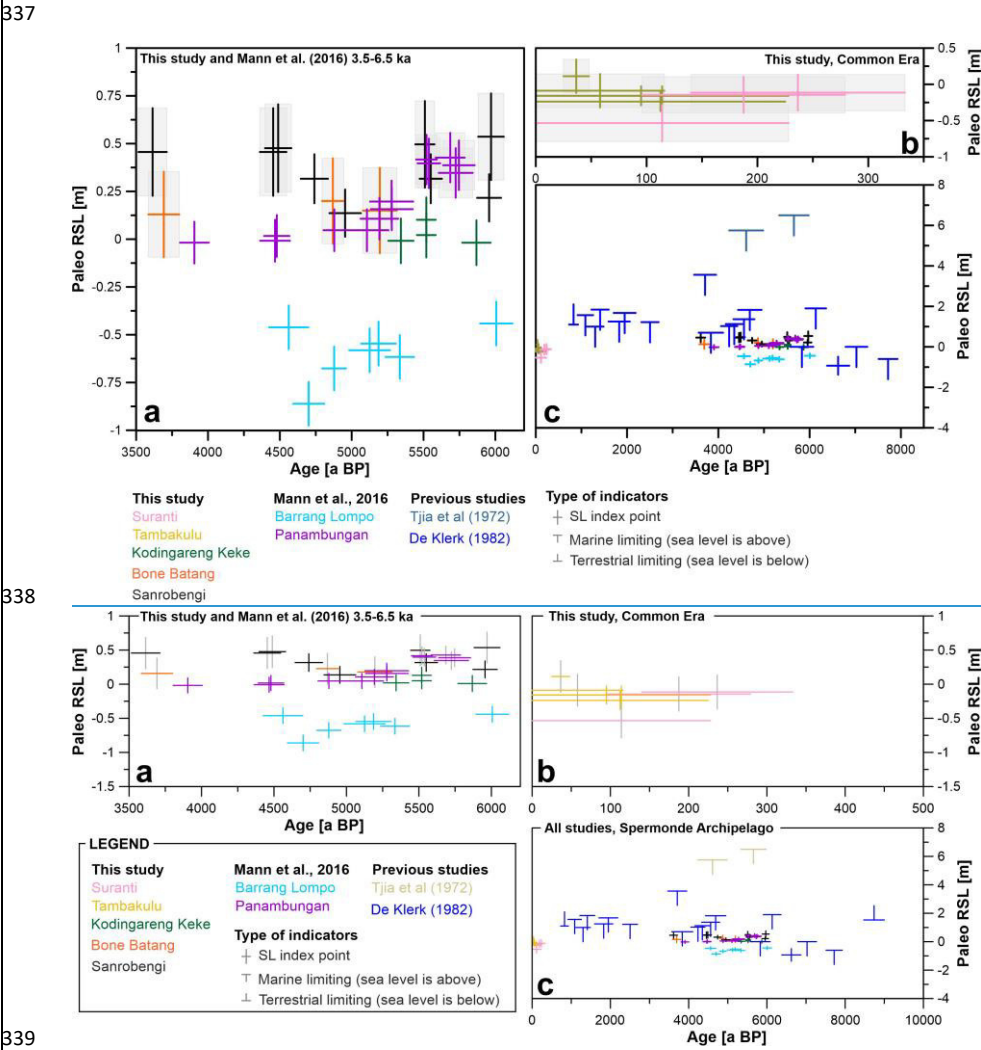 337
This study and Mann et al. (2016) 3.5-6.5 ka
1
0.75
0.5
0.25
0
-0.25
-0.5
-0.75
-1
Paleo RSL [m]
a
3500 4000 4500 5000 5500 6000
Age [a BP]
This study, Common Era
0.5
0
-0.5
-1
Paleo RSL [m]
b
0 100 200 300
8
6
4
2
0
-2
-4
Paleo RSL [m]
c
0 2000 4000 6000 8000
Age [a BP]
This study
Suranti
Tambakulu
Kodingareng Keke
Bone Batang
Sanrobengi
Mann et al., 2016
Barrang Lompo
Panambungan
Previous studies
Tjia et al (1972)
De Klerk (1982)
Type of indicators
SL index point
Marine limiting (sea level is above)
Terrestrial limiting (sea level is below)
338
This study and Mann et al. (2016) 3.5-6.5 ka
1
0.5
0
-0.5
-1
-1.5
Paleo RSL [m]
a
3500 4000 4500 5000 5500 6000
Age [a BP]
This study, Common Era
1
0.5
0
-0.5
-1
-1.5
Paleo RSL [m]
b
0 100 200 300 400 500
LEGEND
This study
Suranti
Tambakulu
Kodingareng Keke
Bone Batang
Sanrobengi
Mann et al., 2016
Barrang Lompo
Panambungan
Previous studies
Tjia et al (1972)
De Klerk (1982)
Type of indicators
SL index point
Marine limiting (sea level is above)
Terrestrial limiting (sea level is below)
All studies, Spermonde Archipelago
8
6
4
2
0
-2
-4
Paleo RSL [m]
c
0 2000 4000 6000 8000 10000
Age [a BP]
339